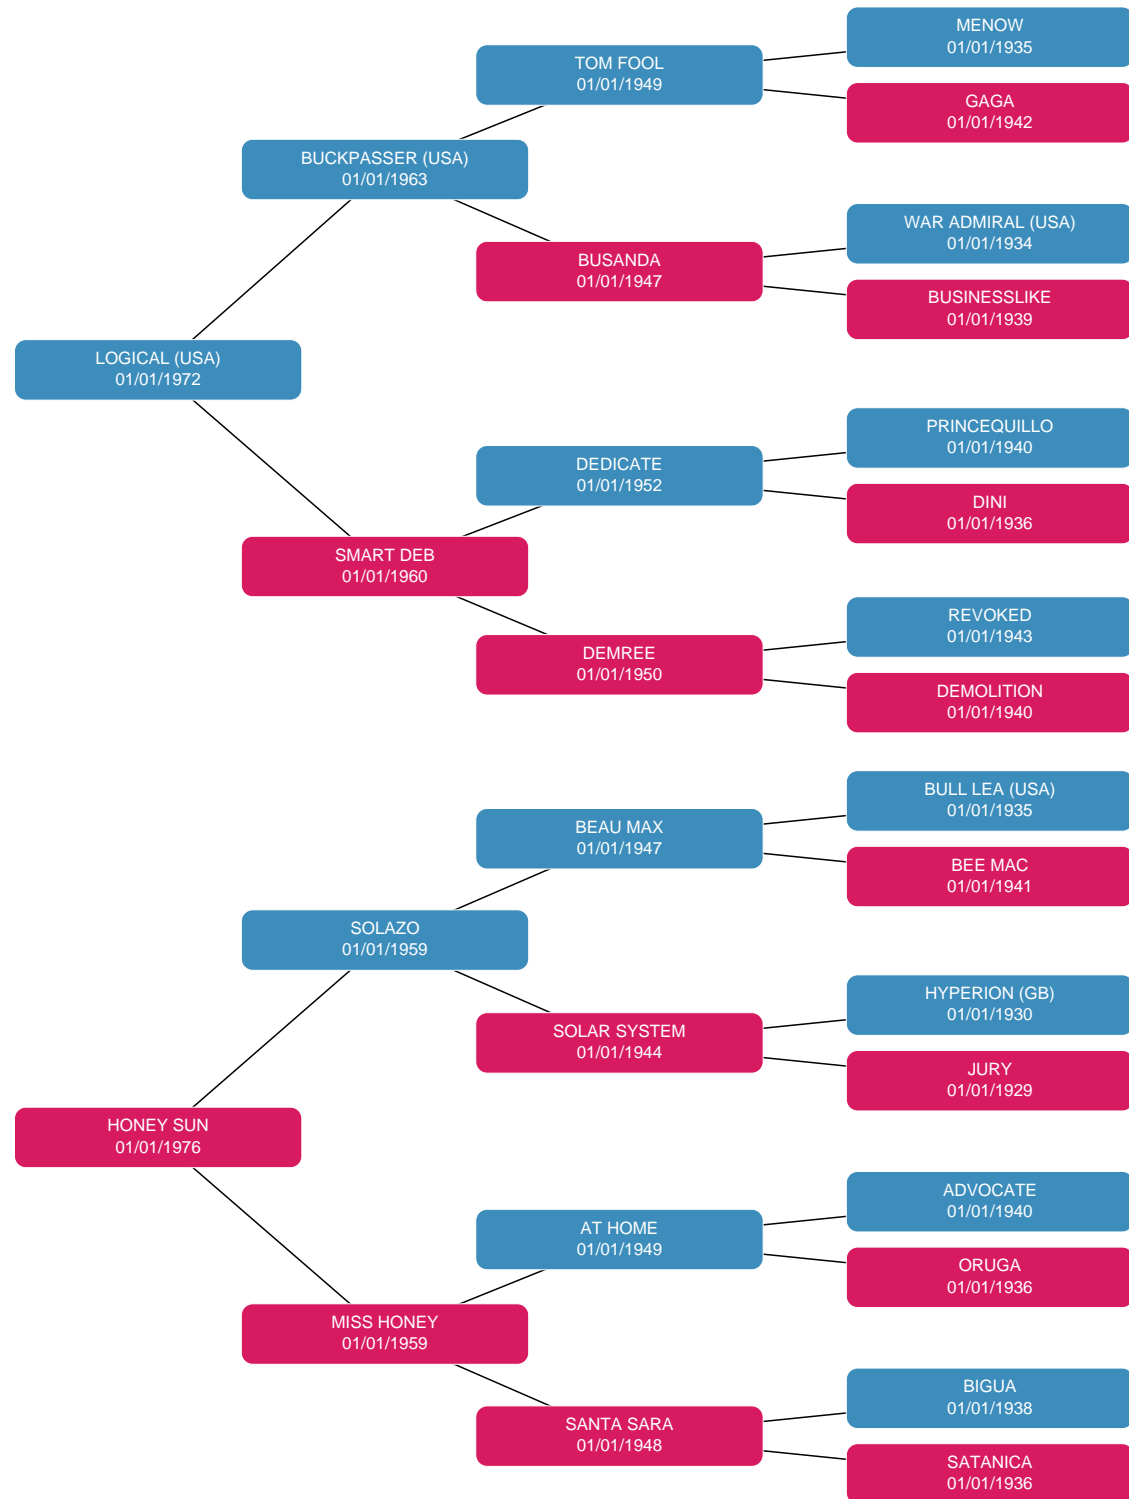 MENOW
01/01/1935
TOM FOOL
01/01/1949
GAGA
01/01/1942
BUCKPASSER (USA)
01/01/1963
WAR ADMIRAL (USA)
01/01/1934
BUSANDA
01/01/1947
BUSINESSLIKE
01/01/1939
LOGICAL (USA)
01/01/1972
PRINCEQUILLO
01/01/1940
DEDICATE
01/01/1952
DINI
01/01/1936
SMART DEB
01/01/1960
REVOKED
01/01/1943
DEMREE
01/01/1950
DEMOLITION
01/01/1940
BULL LEA (USA)
01/01/1935
BEAU MAX
01/01/1947
BEE MAC
01/01/1941
SOLAZO
01/01/1959
HYPERION (GB)
01/01/1930
SOLAR SYSTEM
01/01/1944
JURY
01/01/1929
HONEY SUN
01/01/1976
ADVOCATE
01/01/1940
AT HOME
01/01/1949
ORUGA
01/01/1936
MISS HONEY
01/01/1959
BIGUA
01/01/1938
SANTA SARA
01/01/1948
SATANICA
01/01/1936